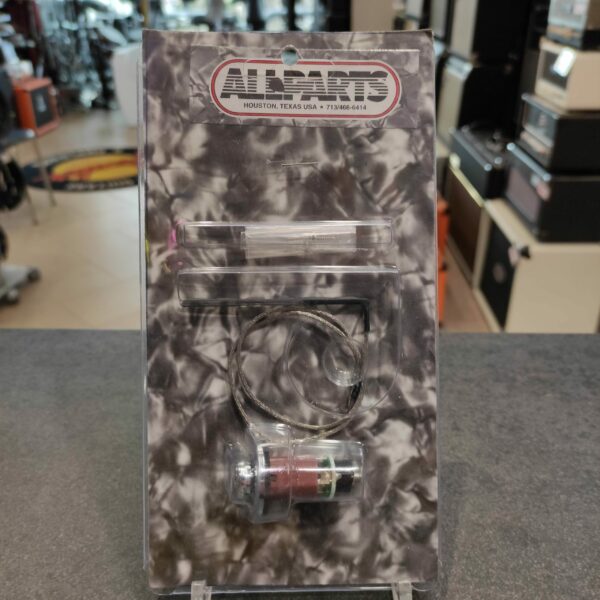 ALLPARTS
HOUSTON, TEXAS USA • 713/466-6414